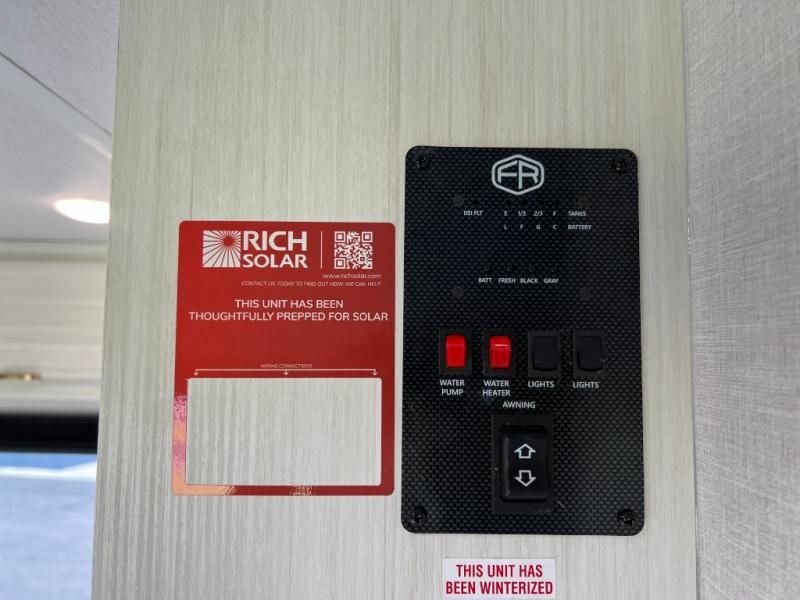 RICH
SOLAR
www.richsolar.com
CONTACT US TODAY TO FIND OUT HOW WE CAN HELP
THIS UNIT HAS BEEN
THOUGHTFULLY PREPPED FOR SOLAR
WIRING CONNECTIONS
FR
DSI FLT E 1/3 2/3 F TANKS
L F G C BATTERY
BATT FRESH BLACK GRAY
WATER PUMP
WATER HEATER
LIGHTS
LIGHTS
AWNING
THIS UNIT HAS
BEEN WINTERIZED